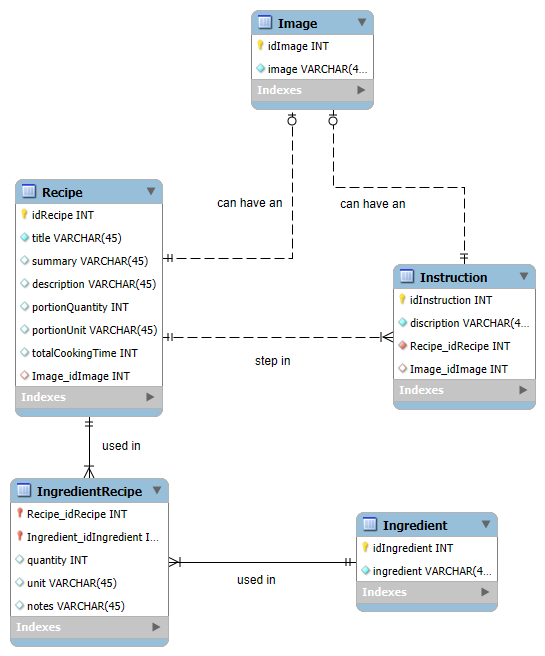 Image
idImage INT
image VARCHAR(4...
Indexes
can have an
can have an
Recipe
idRecipe INT
title VARCHAR(45)
summary VARCHAR(45)
description VARCHAR(45)
portionQuantity INT
portionUnit VARCHAR(45)
totalCookingTime INT
Image_idImage INT
Indexes
Instruction
idInstruction INT
discription VARCHAR(4...
Recipe_idRecipe INT
Image_idImage INT
Indexes
step in
used in
IngredientRecipe
Recipe_idRecipe INT
Ingredient_idIngredient I...
quantity INT
unit VARCHAR(45)
notes VARCHAR(45)
Indexes
used in
Ingredient
idIngredient INT
ingredient VARCHAR(4...
Indexes